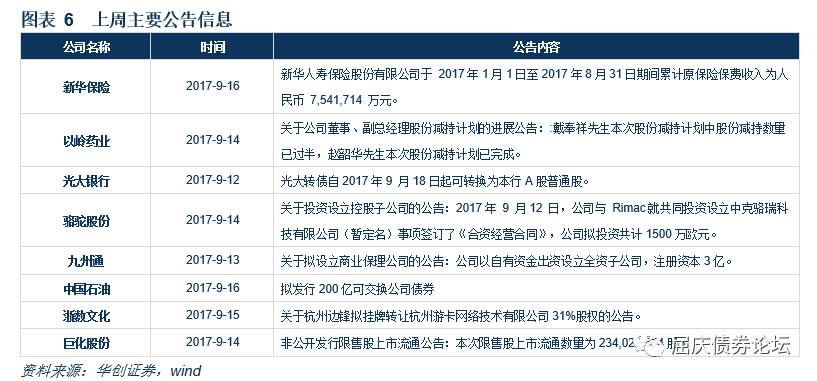 图表 6 上周主要公告信息
公司名称 时间 公告内容
新华保险 2017-9-16 新华人寿保险股份有限公司于 2017 年 1 月 1 日至 2017 年 8 月 31 日期间累计原保险保费收入为人
民币 7,541,714 万元。
以岭药业 2017-9-14 关于公司董事、副总经理股份减持计划的进展公告：戴奉祥先生本次股份减持计划中股份减持数量
已过半，赵韶华先生本次股份减持计划已完成。
光大银行 2017-9-12 光大转债自 2017 年 9 月 18 日起可转换为本行 A 股普通股。
骆驼股份 2017-9-14 关于投资设立控股子公司的公告：2017 年 9 月 12 日，公司与 Rimac 就共同投资设立中克骆瑞科
技有限公司（暂定名）事项签订了《合资经营合同》，公司拟投资共计 1500 万欧元。
九州通 2017-9-13 关于拟设立商业保理公司的公告：公司以自有资金出资设立全资子公司，注册资本 3 亿。
中国石油 2017-9-16 拟发行 200 亿可交换公司债券
浙数文化 2017-9-15 关于杭州边锋拟挂牌转让杭州游卡网络技术有限公司 31%股权的公告。
巨化股份 2017-9-14 非公开发行限售股上市流通公告：本次限售股上市流通数量为 234,02
屈庆债券论坛
资料来源：华创证券，wind